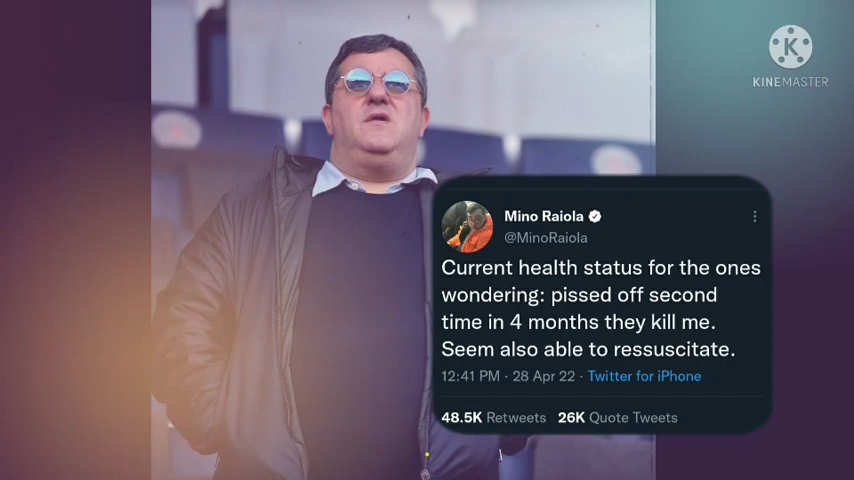 K
KINEMASTER
Mino Raiola
@MinoRaiola
Current health status for the ones
wondering: pissed off second
time in 4 months they kill me.
Seem also able to ressuscitate.
12:41 PM · 28 Apr 22 · Twitter for iPhone
48.5K Retweets 26K Quote Tweets